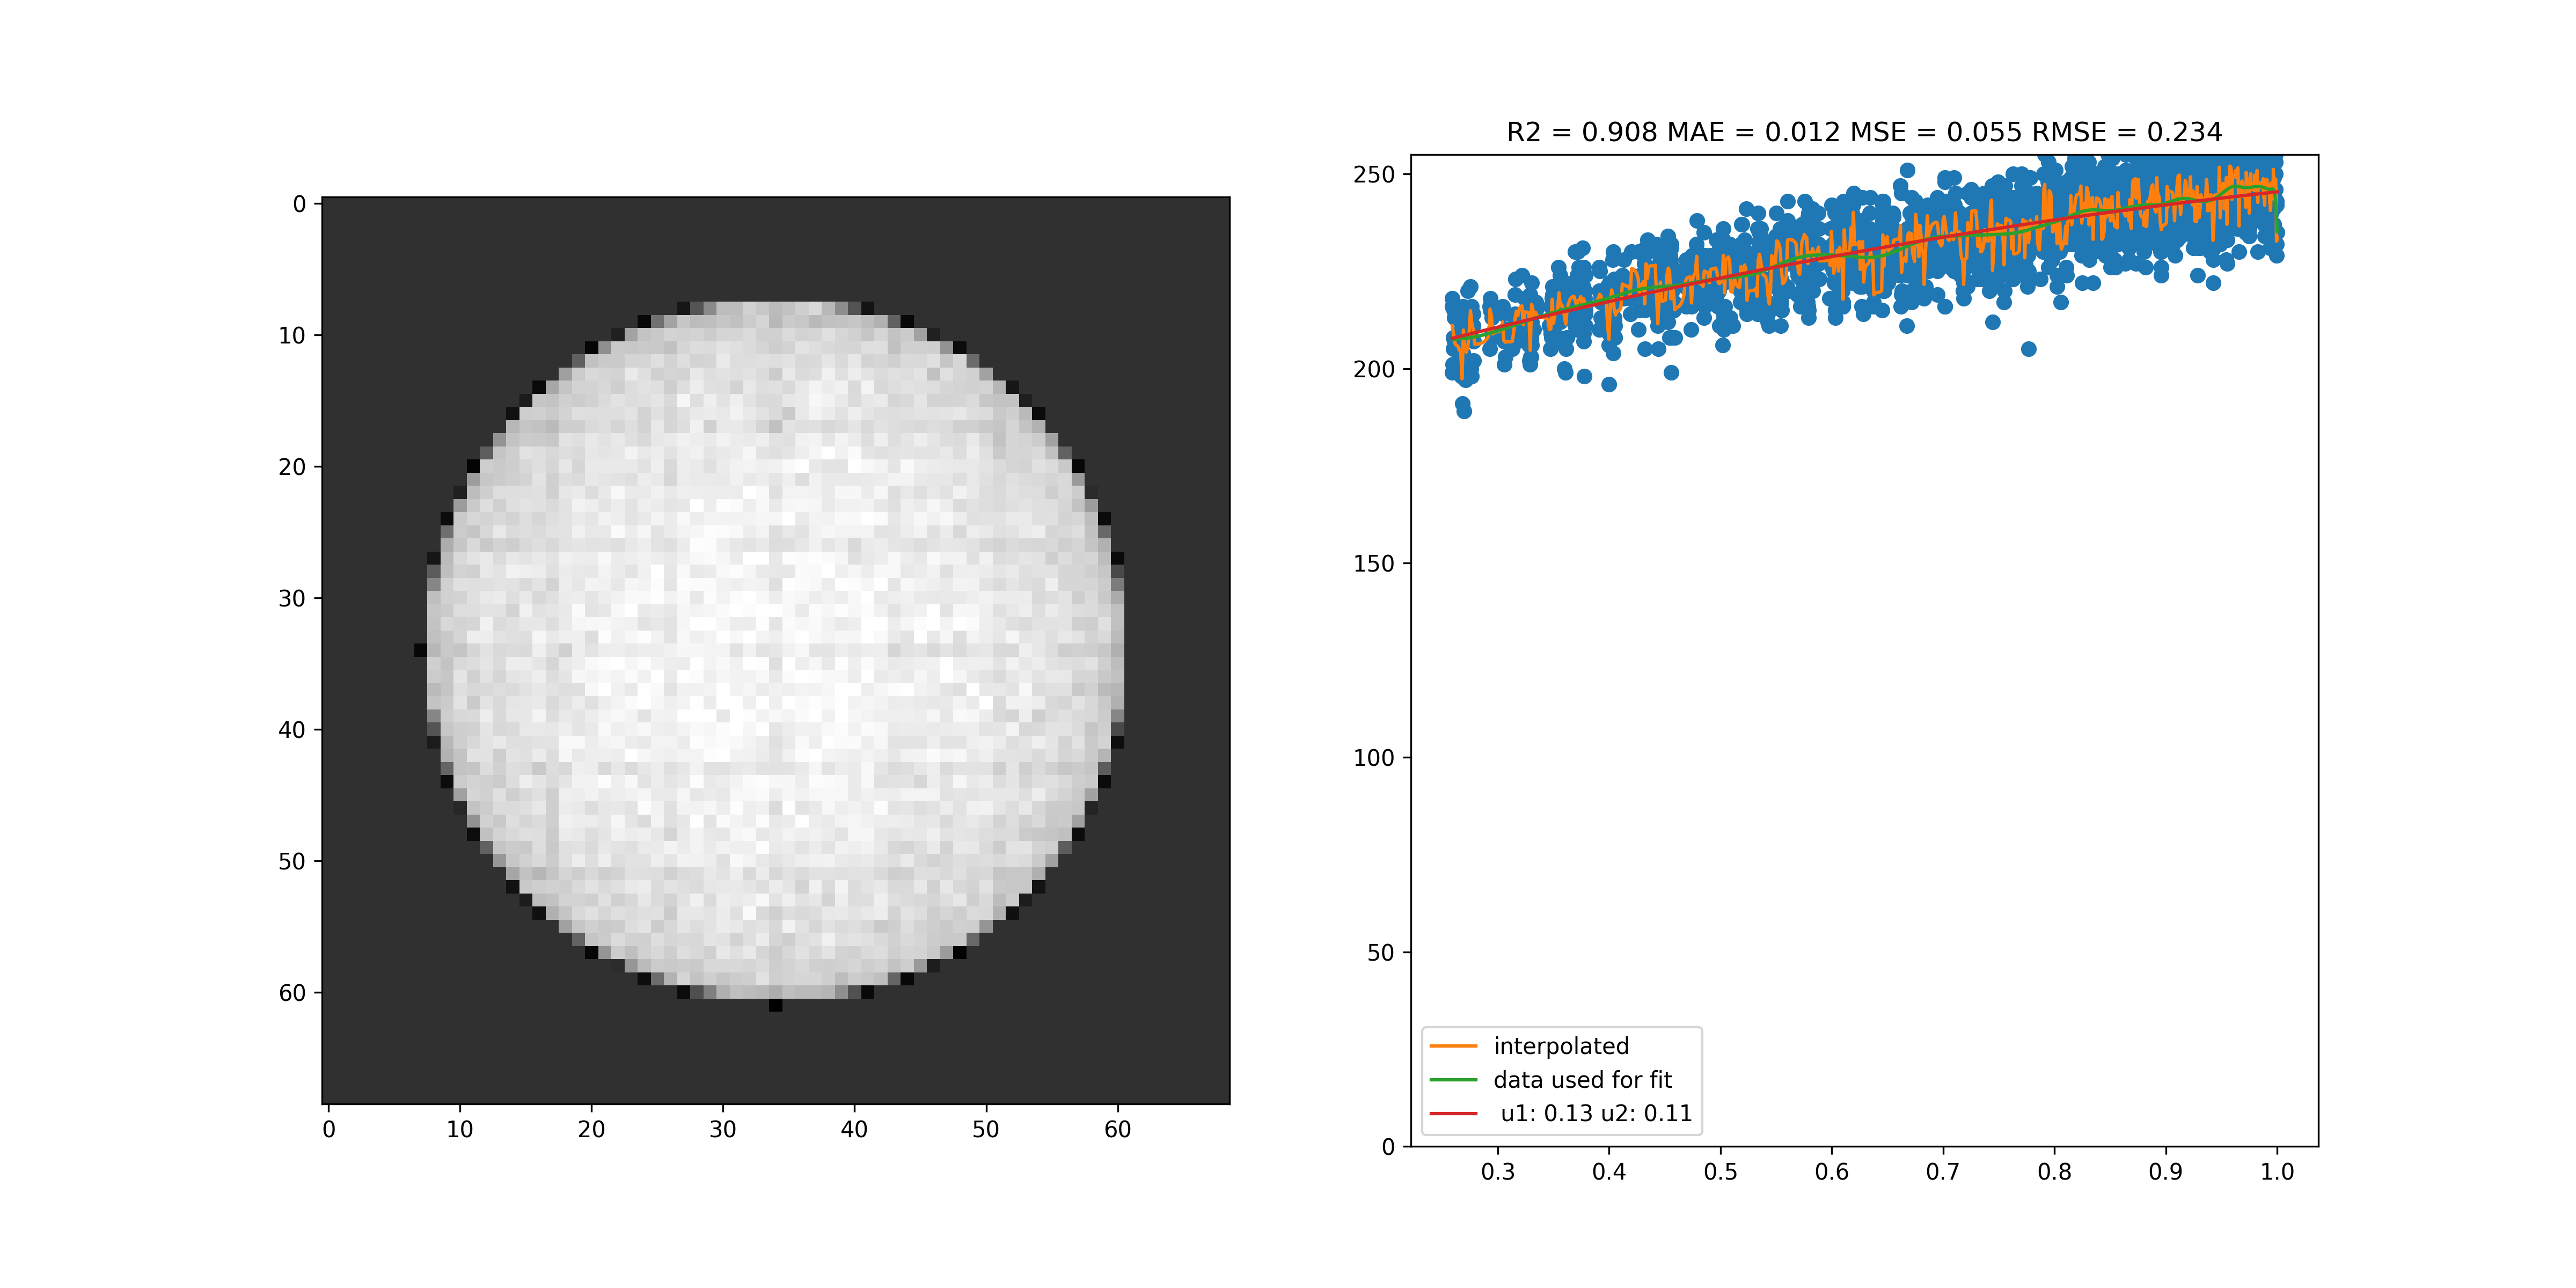 R2 = 0.908 MAE = 0.012 MSE = 0.055 RMSE = 0.234
0
10
20
30
40
50
60
0 10 20 30 40 50 60
250
200
150
100
50
0
interpolated
data used for fit
u1: 0.13 u2: 0.11
0.3 0.4 0.5 0.6 0.7 0.8 0.9 1.0